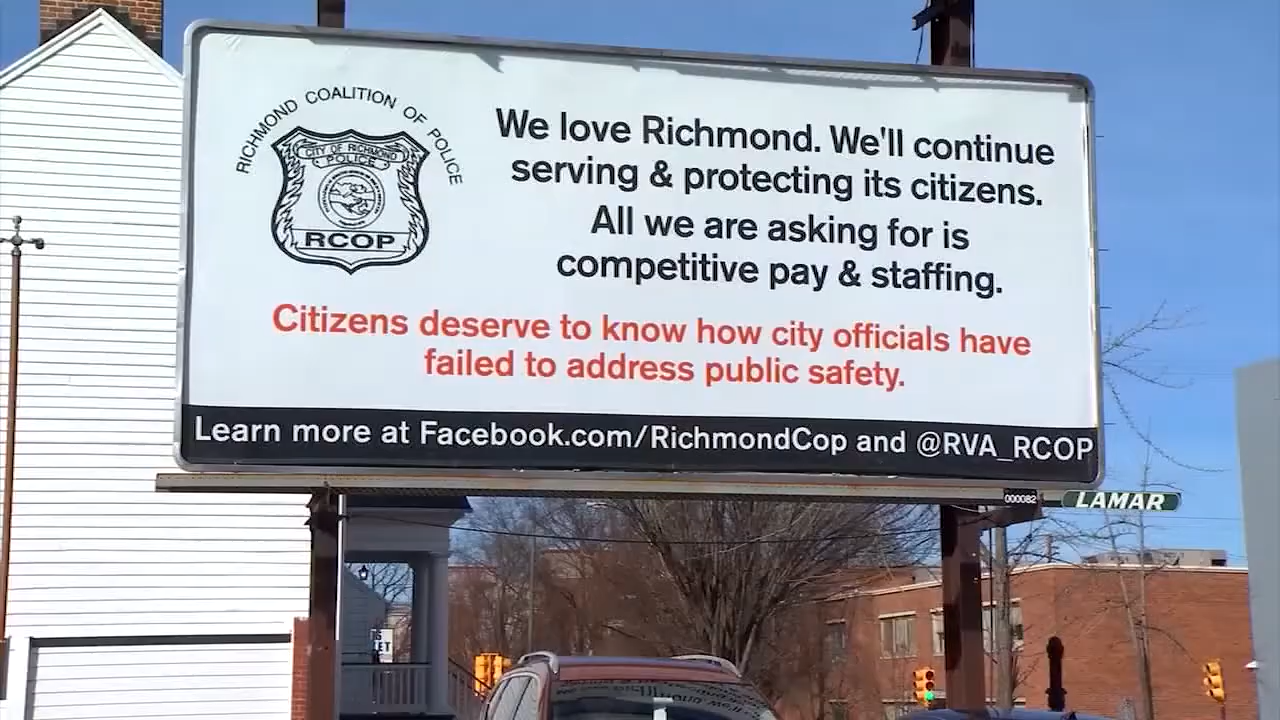 RICHMOND COALITION OF POLICE
CITY OF RICHMOND
POLICE
RCOP
We love Richmond. We'll continue
serving & protecting its citizens.
All we are asking for is
competitive pay & staffing.
Citizens deserve to know how city officials have
failed to address public safety.
Learn more at Facebook.com/RichmondCop and @RVA_RCOP
000082
LAMAR